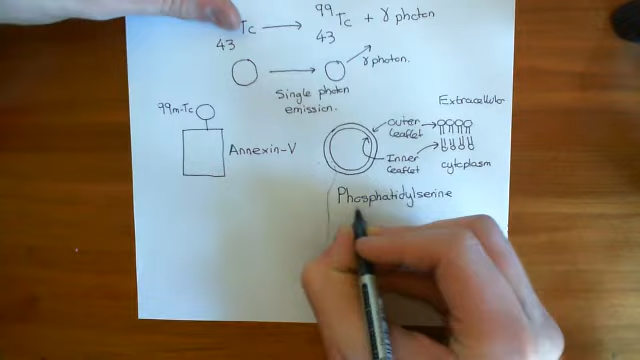 43 Tc → 99 43 Tc + γ photon
γ photon.
Single photon
emission.
99m-Tc
Annexin-V
Extracellular
Outer
leaflet
Inner
leaflet
cytoplasm
Phosphatidylserine